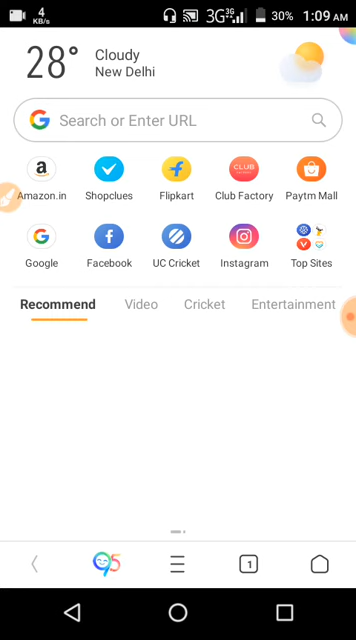 4 KB/s 3G 3G 30% 1:09 AM
28° Cloudy
New Delhi
Search or Enter URL
Amazon.in Shopclues Flipkart Club Factory Paytm Mall
Google Facebook UC Cricket Instagram Top Sites
Recommend Video Cricket Entertainment
95 1